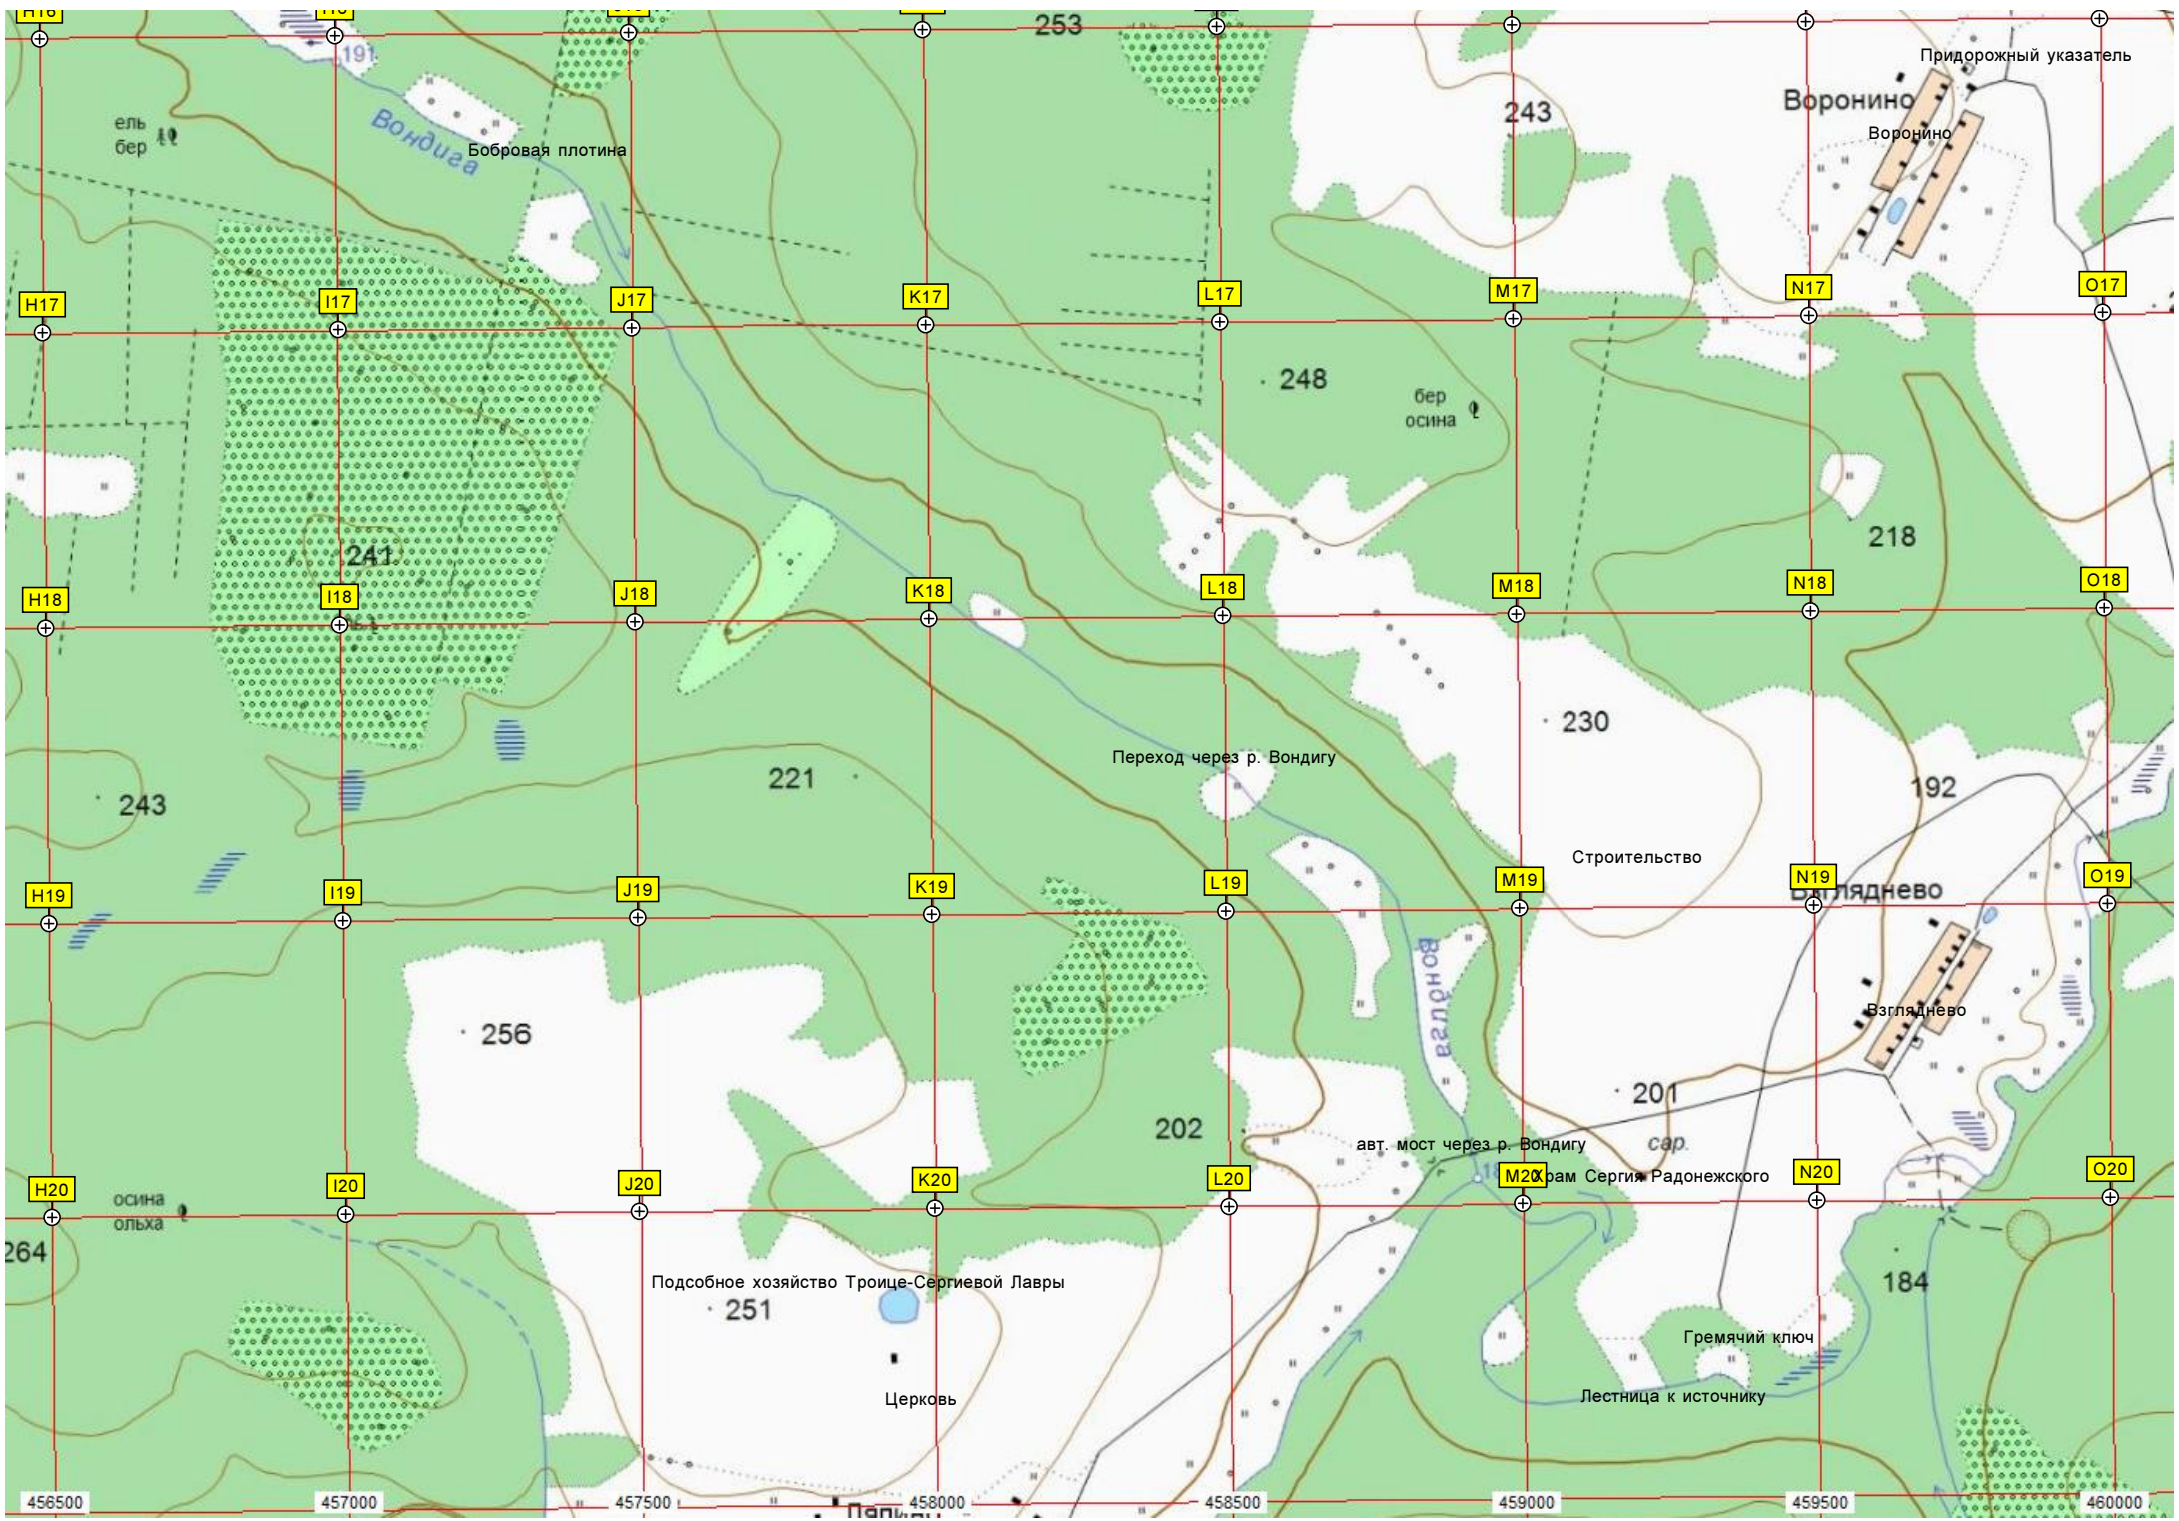 253
Придорожный указатель
191
Воронино
243
ель
бер
Вондига
Воронино
Бобровая плотина
H17
I17
J17
K17
L17
M17
N17
O17
248
бер
осина
218
241
H18
I18
J18
K18
L18
M18
N18
O18
230
Переход через р. Вондигу
221
192
243
Строительство
H19
I19
J19
K19
L19
M19
N19
O19
Взгляднево
Вондига
Взгляднево
256
201
202
авт. мост через р. Вондигу
сар.
H20
I20
J20
K20
L20
M20
Храм Сергия Радонежского
N20
O20
осина
ольха
264
Подсобное хозяйство Троице-Сергиевой Лавры
184
251
Гремячий ключ
Церковь
Лестница к источнику
456500
457000
457500
458000
458500
459000
459500
460000